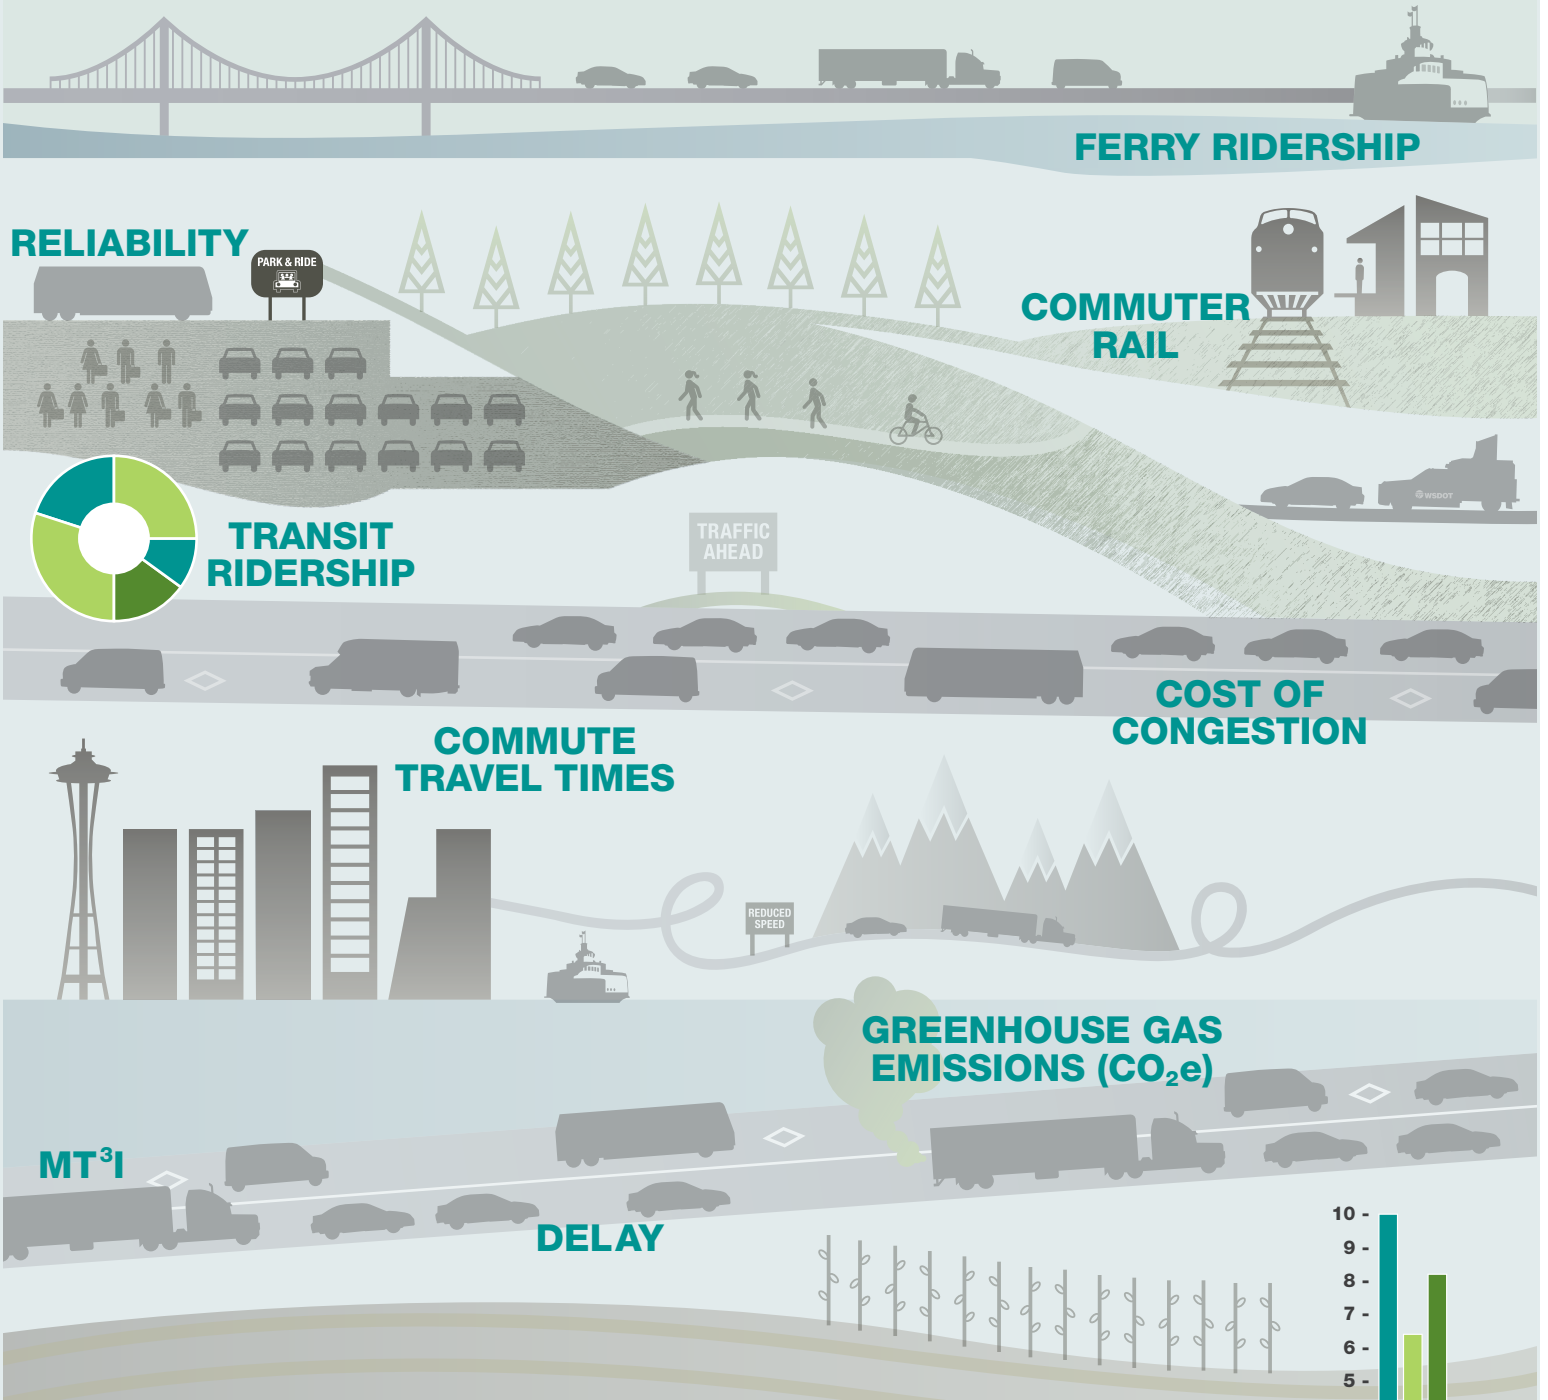 FERRY RIDERSHIP
RELIABILITY
PARK & RIDE
COMMUTER
RAIL
WSDOT
TRANSIT
RIDERSHIP
TRAFFIC
AHEAD
COST OF
CONGESTION
COMMUTE
TRAVEL TIMES
REDUCED
SPEED
GREENHOUSE GAS
EMISSIONS (CO₂e)
MT³I
DELAY
10 -
9 -
8 -
7 -
6 -
5 -